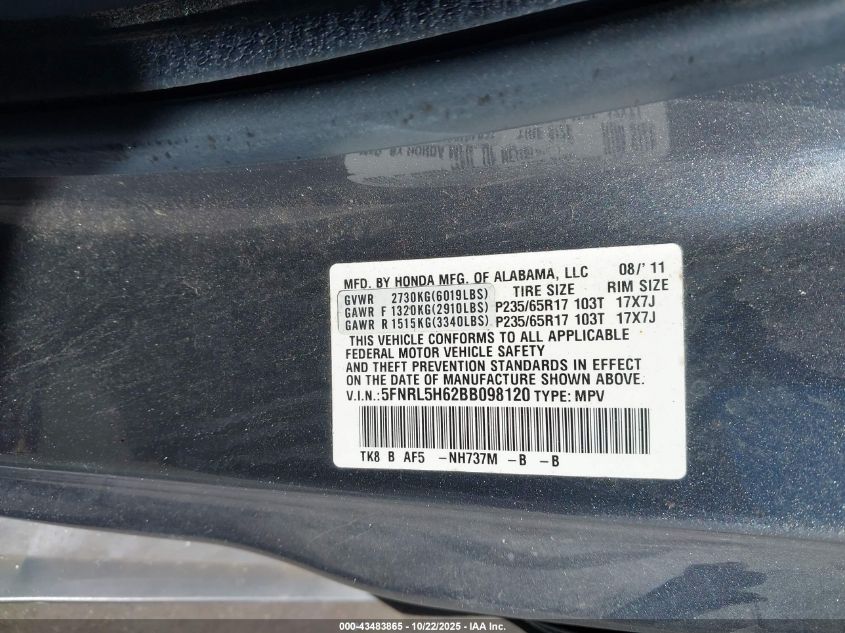 MFD. BY HONDA MFG. OF ALABAMA, LLC 08/' 11
GVWR 2730KG(6019LBS) TIRE SIZE RIM SIZE
GAWR F 1320KG(2910LBS) P235/65R17 103T 17X7J
GAWR R 1515KG(3340LBS) P235/65R17 103T 17X7J
THIS VEHICLE CONFORMS TO ALL APPLICABLE
FEDERAL MOTOR VEHICLE SAFETY
AND THEFT PREVENTION STANDARDS IN EFFECT
ON THE DATE OF MANUFACTURE SHOWN ABOVE.
V.I.N.: 5FNRL5H62BB098120 TYPE: MPV
TK8 B AF5 -NH737M -B -B
000-43483865 - 10/22/2025 - IAA Inc.